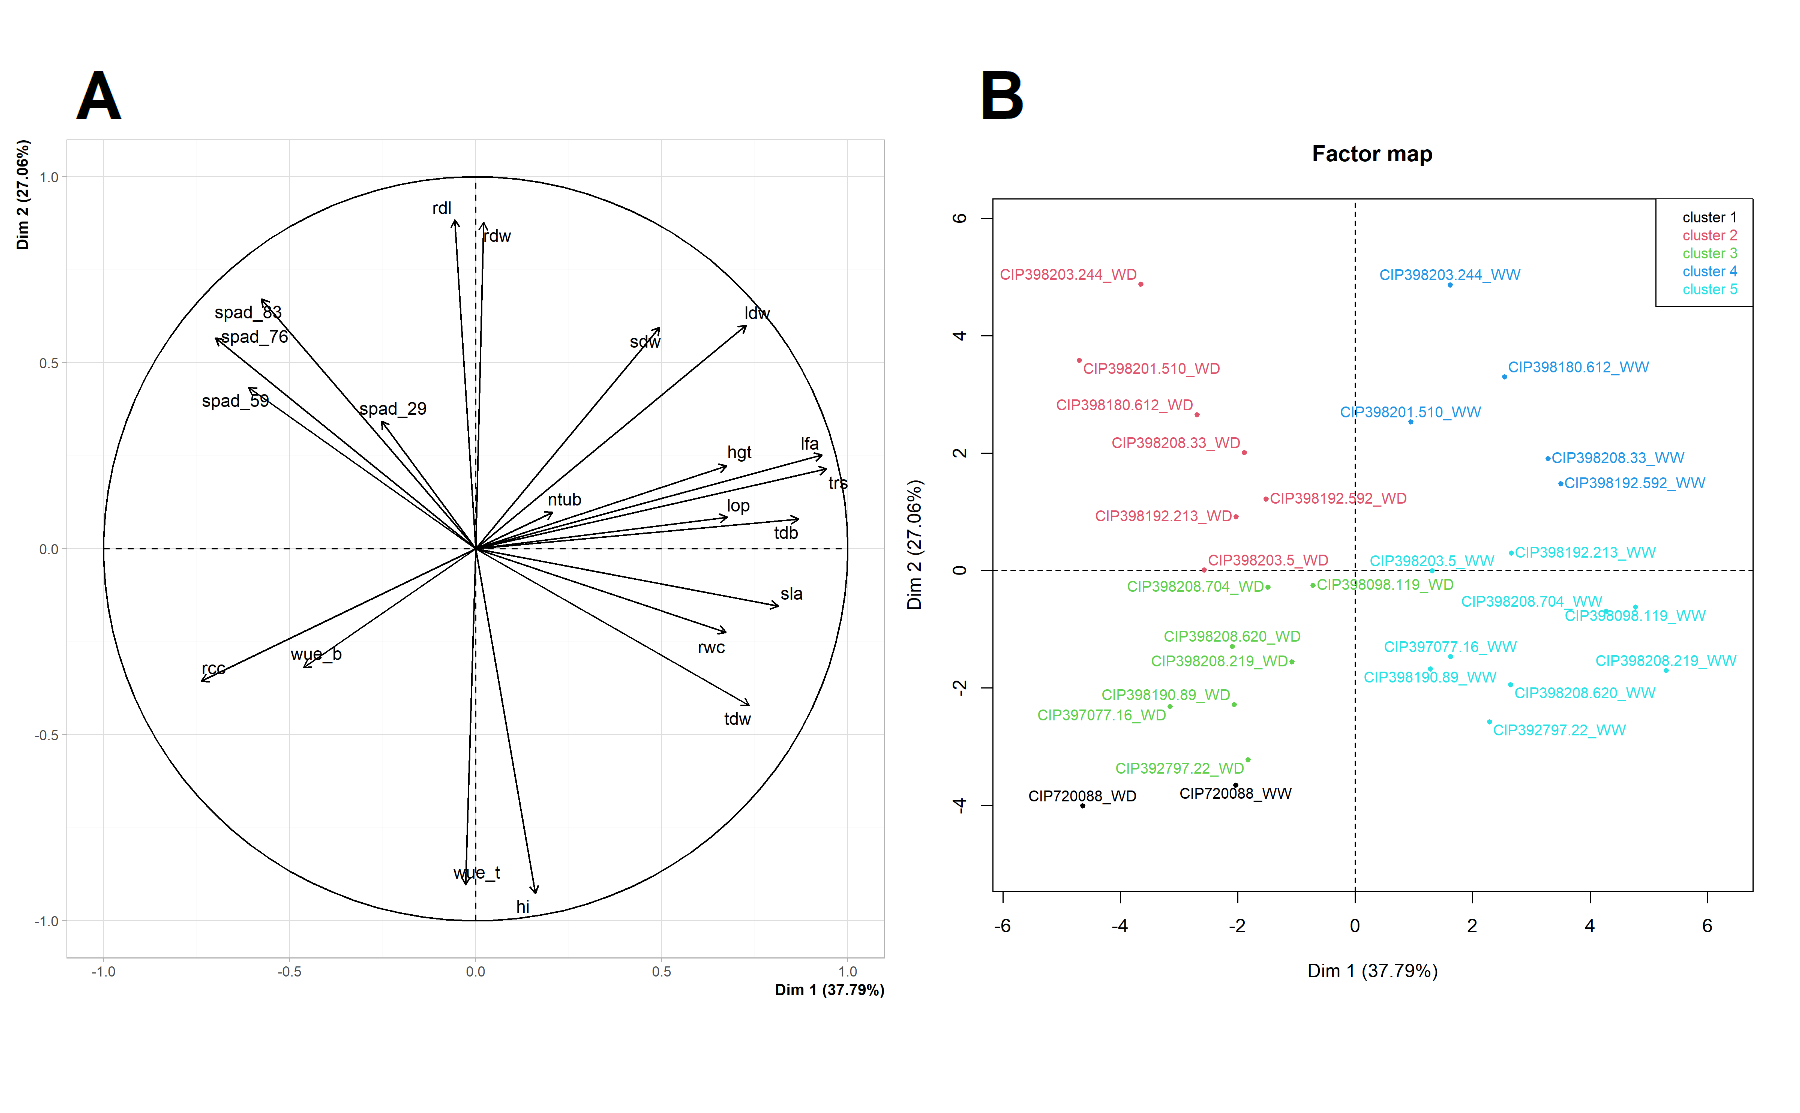 A
Dim 2 (27.06%)
1.0
0.5
0.0
-0.5
-1.0
rdl
rdw
spad_83
spad_76
spad_59
spad_29
sdw
ldw
hgt
lfa
trs
ntub
lop
tdb
sla
rwc
tdw
rcc
wue_b
wue_t
hi
-1.0
-0.5
0.0
0.5
1.0
Dim 1 (37.79%)
B
Factor map
cluster 1
cluster 2
cluster 3
cluster 4
cluster 5
Dim 2 (27.06%)
6
4
2
0
-2
-4
CIP398203.244_WD
CIP398203.244_WW
CIP398201.510_WD
CIP398180.612_WW
CIP398180.612_WD
CIP398201.510_WW
CIP398208.33_WD
CIP398208.33_WW
CIP398192.592_WW
CIP398192.592_WD
CIP398192.213_WD
CIP398192.213_WW
CIP398203.5_WD
CIP398203.5_WW
CIP398208.704_WD
CIP398098.119_WD
CIP398208.704_WW
CIP398098.119_WW
CIP398208.620_WD
CIP397077.16_WW
CIP398208.219_WD
CIP398208.219_WW
CIP398190.89_WW
CIP398190.89_WD
CIP398208.620_WW
CIP397077.16_WD
CIP392797.22_WW
CIP392797.22_WD
CIP720088_WD
CIP720088_WW
-6
-4
-2
0
2
4
6
Dim 1 (37.79%)